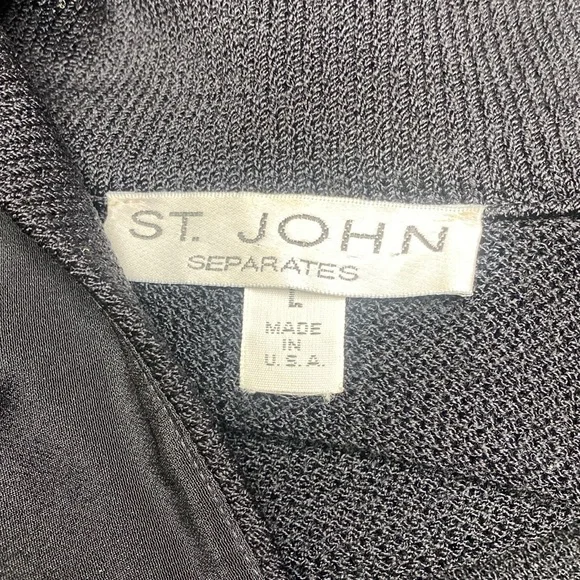 ST. JOHN
SEPARATES
L
MADE
IN
U.S.A.